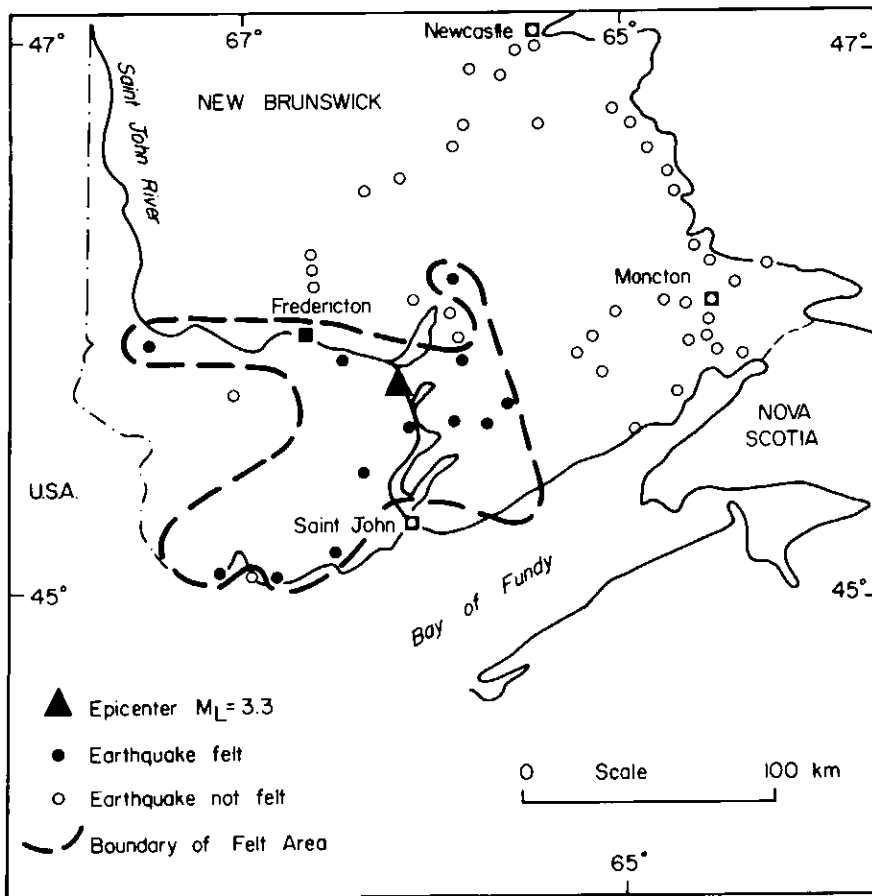 47°
67°
Newcastle
65°
47°
Saint John River
NEW BRUNSWICK
Moncton
Fredericton
NOVA
SCOTIA
U.S.A.
Saint John
45°
Bay of Fundy
45°
Epicenter ML=3.3
Earthquake felt
0 Scale 100 km
Earthquake not felt
Boundary of Felt Area
65°